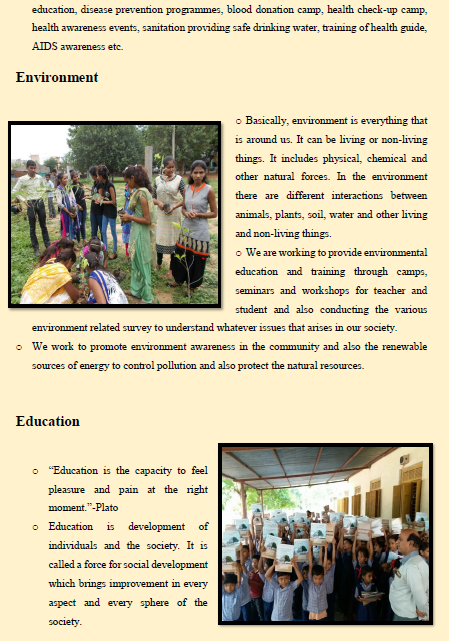 education, disease prevention programmes, blood donation camp, health check-up camp,
health awareness events, sanitation providing safe drinking water, training of health guide,
AIDS awareness etc.
Environment
o Basically, environment is everything that
is around us. It can be living or non-living
things. It includes physical, chemical and
other natural forces. In the environment
there are different interactions between
animals, plants, soil, water and other living
and non-living things.
o We are working to provide environmental
education and training through camps,
seminars and workshops for teacher and
student and also conducting the various
environment related survey to understand whatever issues that arises in our society.
o We work to promote environment awareness in the community and also the renewable
sources of energy to control pollution and also protect the natural resources.
Education
o “Education is the capacity to feel
pleasure and pain at the right
moment.”-Plato
o Education is development of
individuals and the society. It is
called a force for social development
which brings improvement in every
aspect and every sphere of the
society.